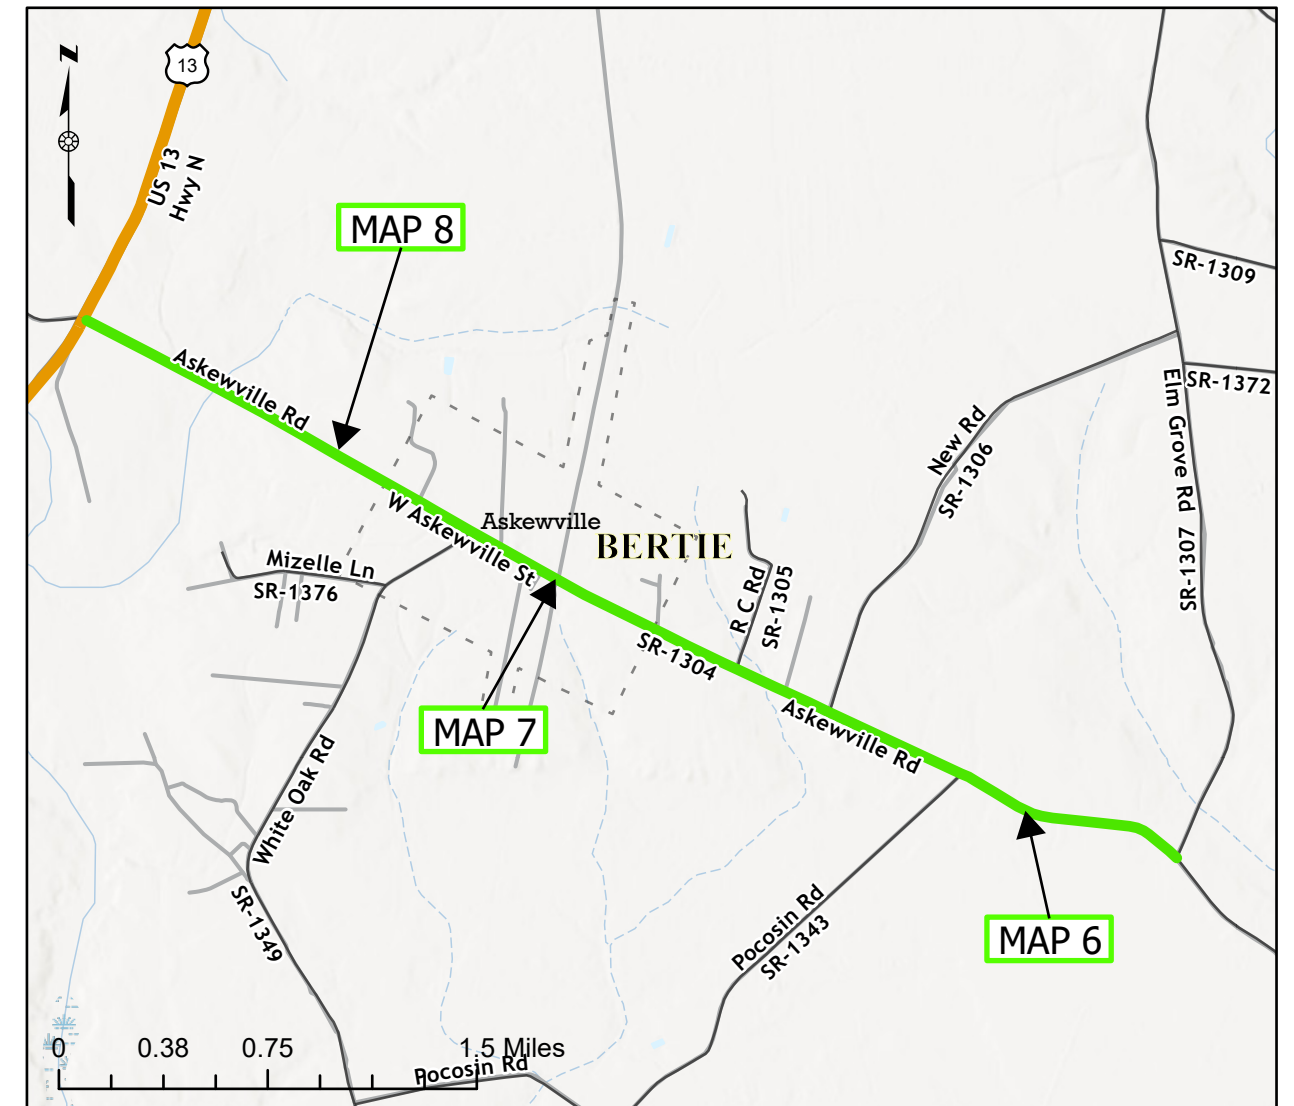 N
13
US 13
Hwy N
MAP 8
SR-1309
SR-1372
Askewville Rd
New Rd
SR-1306
Elm Grove Rd
SR-1307
W Askewville St
Askewville
BERTIE
Mizelle Ln
SR-1376
R C Rd
SR-1305
SR-1304
MAP 7
Askewville Rd
White Oak Rd
SR-1349
Pocosin Rd
SR-1343
MAP 6
0 0.38 0.75 1.5 Miles
Pocosin Rd